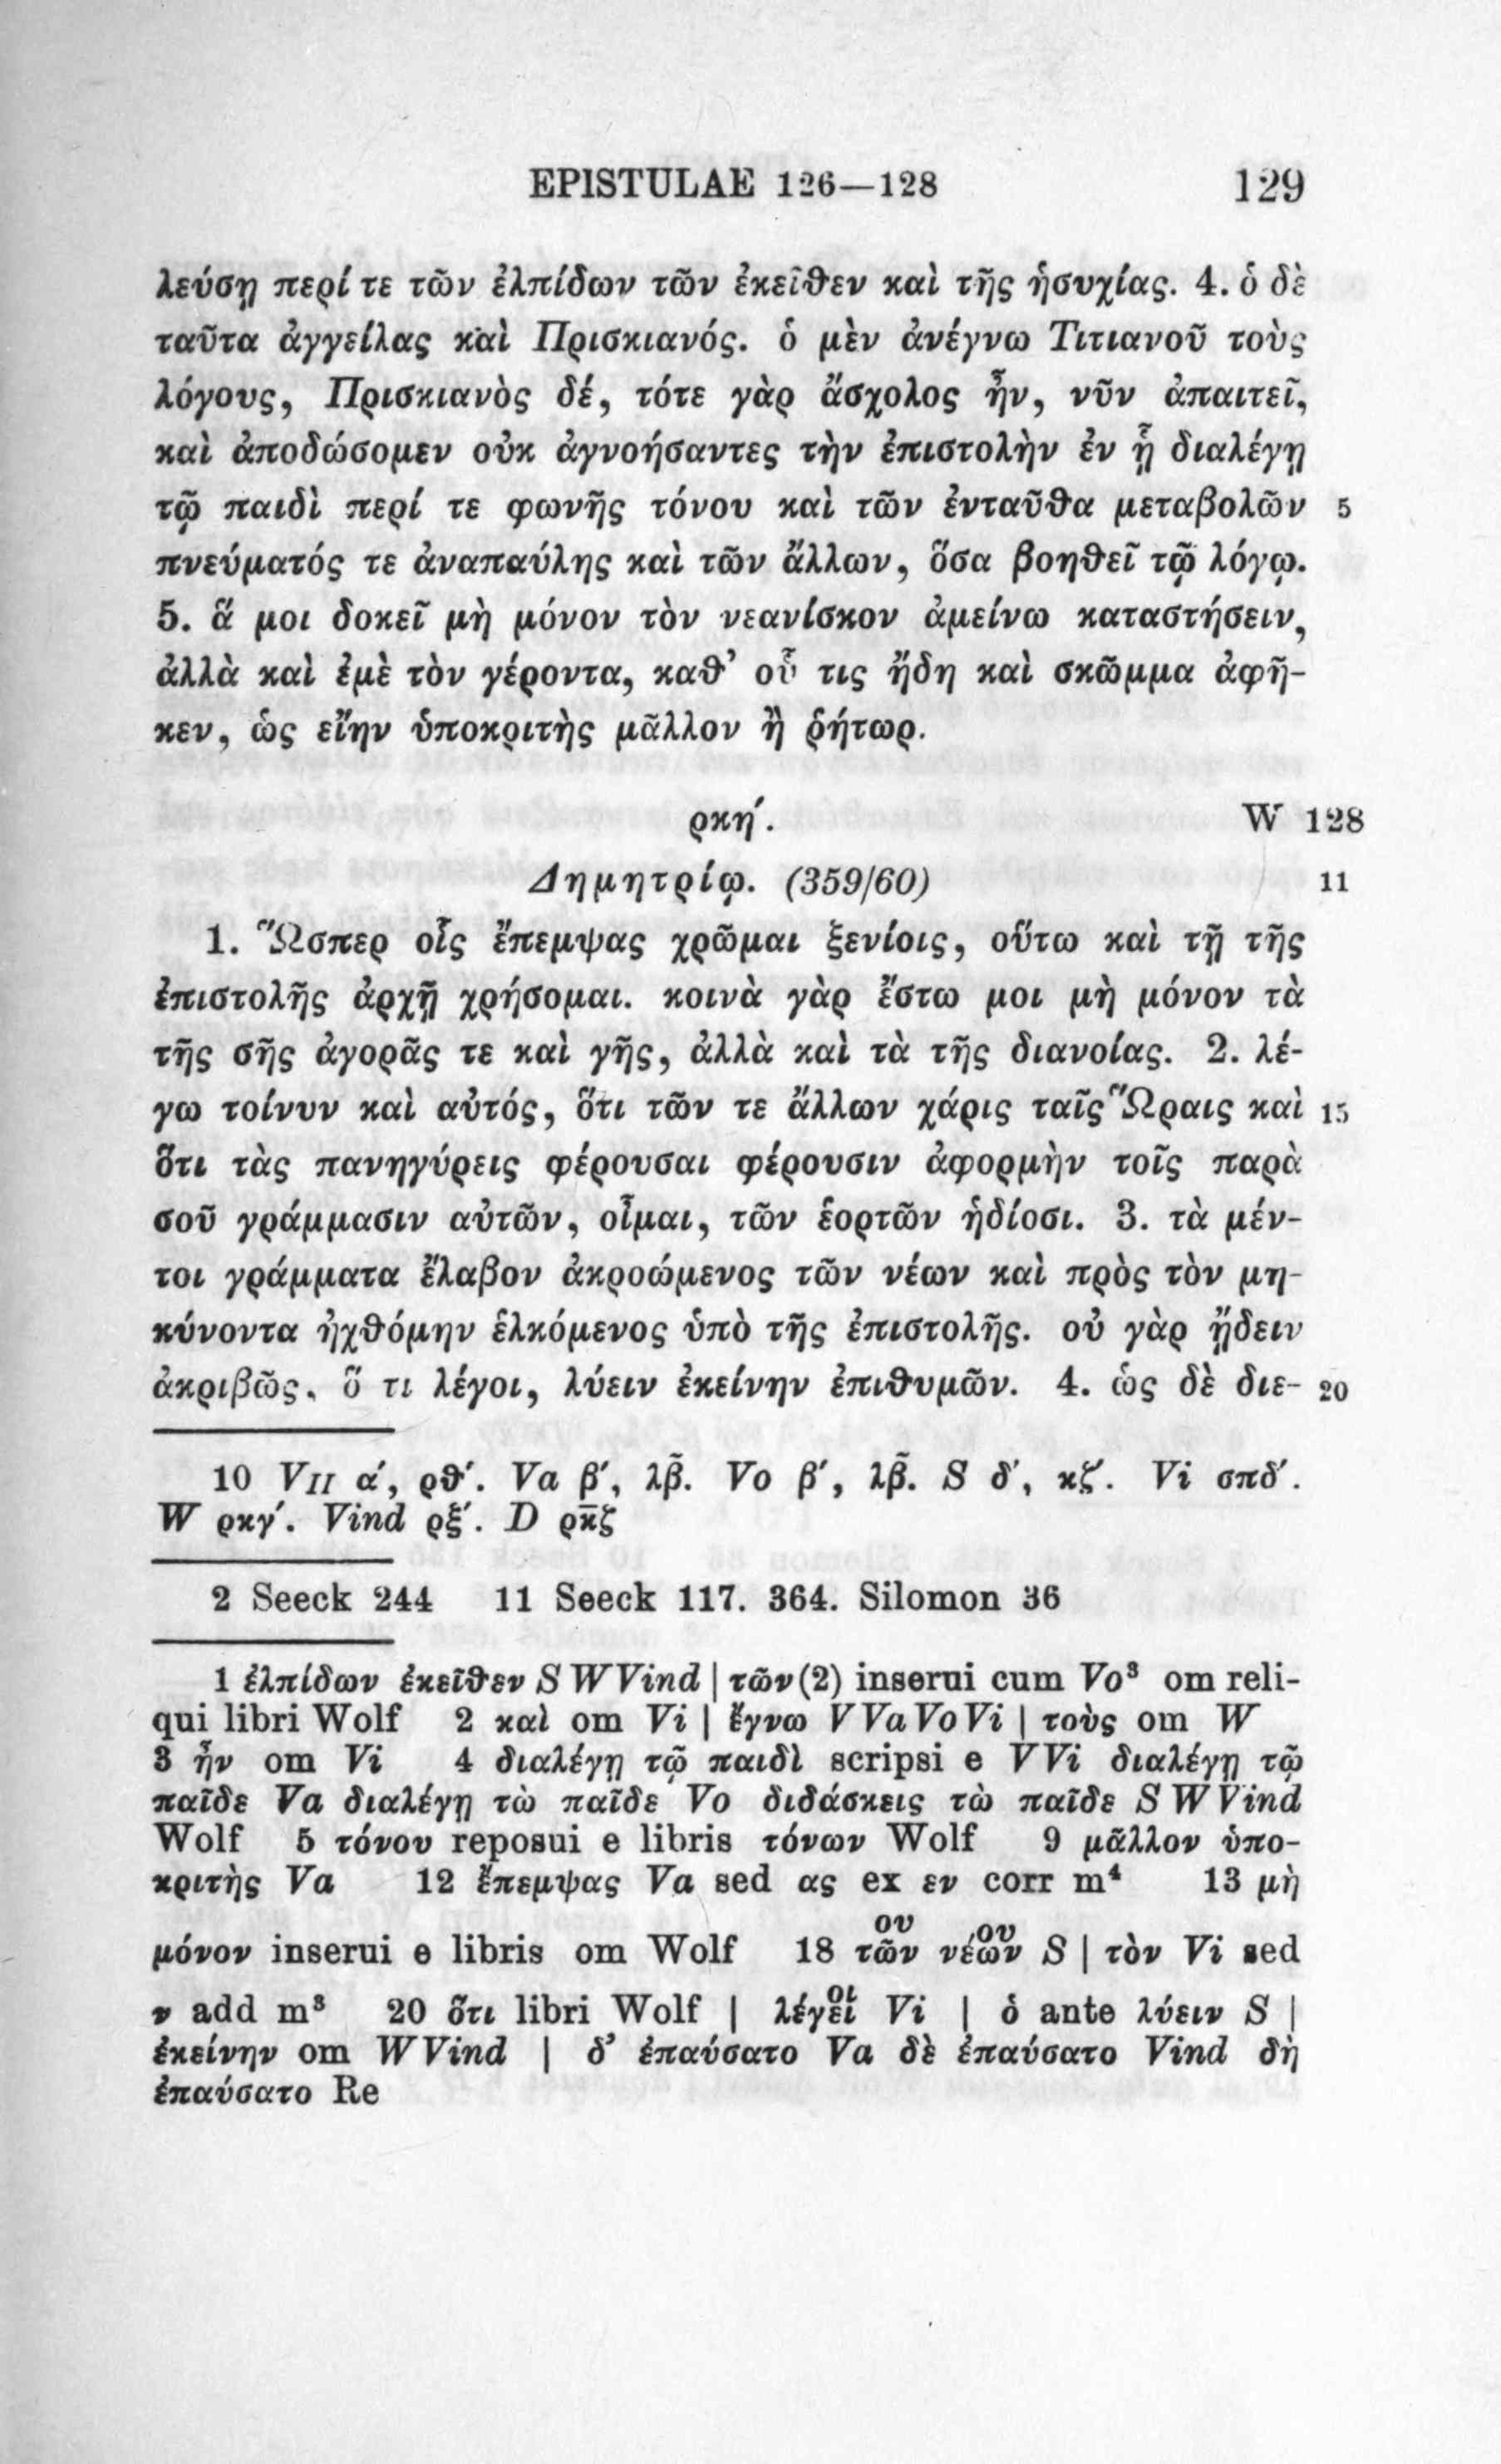 EPISTULAE 126—128 129
λεύσῃ περί τε τῶν ἐλπίδων τῶν ἐκεῖθεν καὶ τῆς ἡσυχίας. 4. ὁ δὲ
ταῦτα ἀγγείλας καὶ Πρισκιανός. ὁ μὲν ἀνέγνω Τιτιανοῦ τοὺς
λόγους, Πρισκιανὸς δέ, τότε γὰρ ἄσχολος ἦν, νῦν ἀπαιτεῖ,
καὶ ἀποδώσομεν οὐκ ἀγνοήσαντες τὴν ἐπιστολὴν ἐν ᾗ διαλέγῃ
τῷ παιδὶ περί τε φωνῆς τόνου καὶ τῶν ἐνταῦθα μεταβολῶν 5
πνεύματός τε ἀναπαύλης καὶ τῶν ἄλλων, ὅσα βοηθεῖ τῷ λόγῳ.
5. ἅ μοι δοκεῖ μὴ μόνον τὸν νεανίσκον ἀμείνω καταστήσειν,
ἀλλὰ καὶ ἐμὲ τὸν γέροντα, καθ’ οὗ τις ἤδη καὶ σκῶμμα ἀφῆ-
κεν, ὡς εἴην ὑποκριτὴς μᾶλλον ἢ ῥήτωρ.
ρκη΄. W 128
Δημητρίῳ. (359/60) 11
1. Ὥσπερ οἷς ἔπεμψας χρῶμαι ξενίοις, οὕτω καὶ τῇ τῆς
ἐπιστολῆς ἀρχῇ χρήσομαι. κοινὰ γὰρ ἔστω μοι μὴ μόνον τὰ
τῆς σῆς ἀγορᾶς τε καὶ γῆς, ἀλλὰ καὶ τὰ τῆς διανοίας. 2. λέ-
γω τοίνυν καὶ αὐτός, ὅτι τῶν τε ἄλλων χάρις ταῖς Ὥραις καὶ 15
ὅτι τὰς πανηγύρεις φέρουσαι φέρουσιν ἀφορμὴν τοῖς παρὰ
σοῦ γράμμασιν αὐτῶν, οἶμαι, τῶν ἑορτῶν ἡδίοσι. 3. τὰ μέν-
τοι γράμματα ἔλαβον ἀκροώμενος τῶν νέων καὶ πρὸς τὸν μη-
κύνοντα ἠχθόμην ἑλκόμενος ὑπὸ τῆς ἐπιστολῆς. οὐ γὰρ ᾔδειν
ἀκριβῶς, ὅ τι λέγοι, λύειν ἐκείνην ἐπιθυμῶν. 4. ὡς δὲ διε- 20
10 VII α΄, ρθ΄. Va β΄, λβ̃. Vo β΄, λβ̃. S δ΄, κζ΄. Vi σπδ΄.
W ρκγ΄. Vind ρξ΄. D ρκ̄ζ
2 Seeck 244 11 Seeck 117. 364. Silomon 36
1 ἐλπίδων ἐκεῖθεν S W Vind | τῶν (2) inserui cum Vo³ om reli-
qui libri Wolf 2 καὶ om Vi | ἔγνω V Va Vo Vi | τοὺς om W
3 ἦν om Vi 4 διαλέγῃ τῷ παιδὶ scripsi e V Vi διαλέγῃ τῷ
παῖδε Va διαλέγῃ τὼ παῖδε Vo διδάσκεις τὼ παῖδε S W Vind
Wolf 5 τόνου reposui e libris τόνων Wolf 9 μᾶλλον ὑπο-
κριτὴς Va 12 ἔπεμψας Va sed ας ex εν corr m⁴ 13 μὴ
ου ου
μόνον inserui e libris om Wolf 18 τῶν νέων S | τὸν Vi sed
οι
ν add m³ 20 ὅτι libri Wolf | λέγει Vi | ὁ ante λύειν S |
ἐκείνην om W Vind | δ’ ἐπαύσατο Va δὲ ἐπαύσατο Vind δὴ
ἐπαύσατο Re